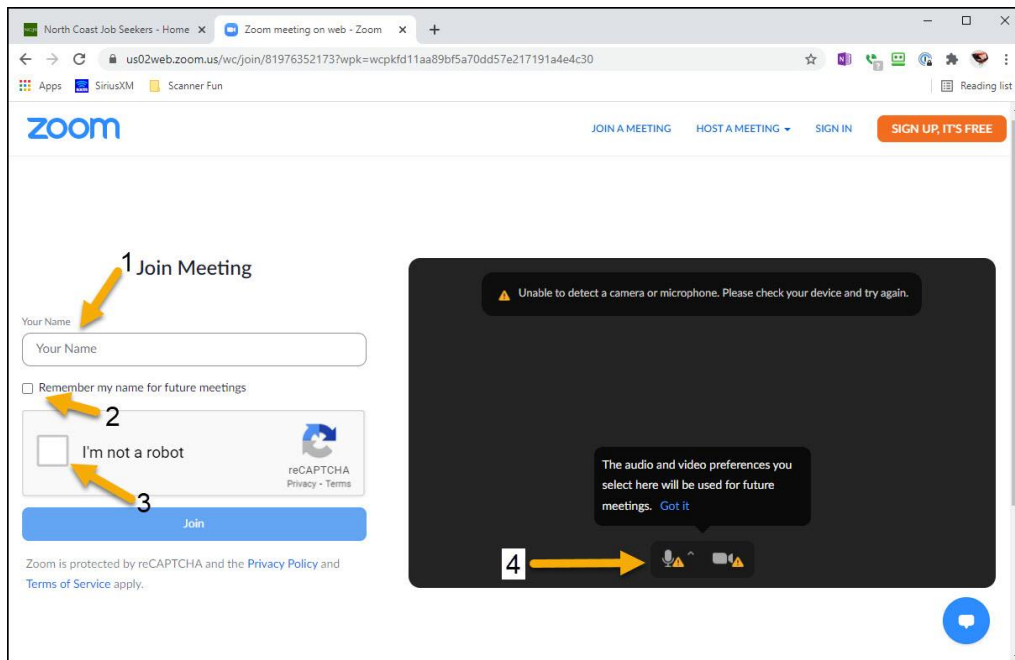 North Coast Job Seekers - Home
Zoom meeting on web - Zoom
us02web.zoom.us/wc/join/81976352173?wpk=wcpkfd11aa89bf5a70dd57e217191a4e4c30
Apps SiriusXM Scanner Fun Reading list
zoom JOIN A MEETING HOST A MEETING SIGN IN SIGN UP, IT'S FREE
1 Join Meeting
Your Name
Your Name
Remember my name for future meetings
2
I'm not a robot
reCAPTCHA
Privacy - Terms
3
Join
Zoom is protected by reCAPTCHA and the Privacy Policy and
Terms of Service apply.
Unable to detect a camera or microphone. Please check your device and try again.
The audio and video preferences you
select here will be used for future
meetings. Got it
4